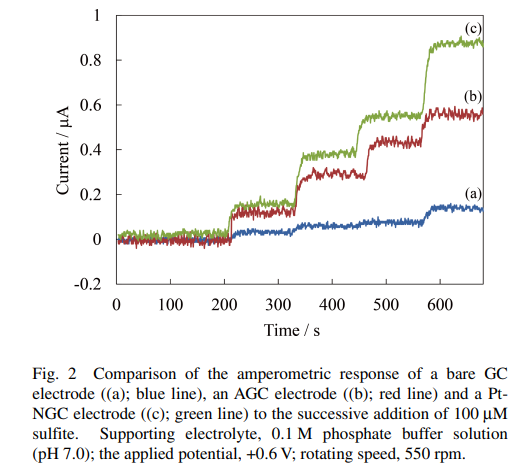 1
(c)
0.8
0.6
(b)
0.4
Current / μA
0.2
(a)
0
-0.2
0 100 200 300 400 500 600
Time / s
Fig. 2 Comparison of the amperometric response of a bare GC
electrode ((a); blue line), an AGC electrode ((b); red line) and a Pt-
NGC electrode ((c); green line) to the successive addition of 100 μM
sulfite. Supporting electrolyte, 0.1 M phosphate buffer solution
(pH 7.0); the applied potential, +0.6 V; rotating speed, 550 rpm.